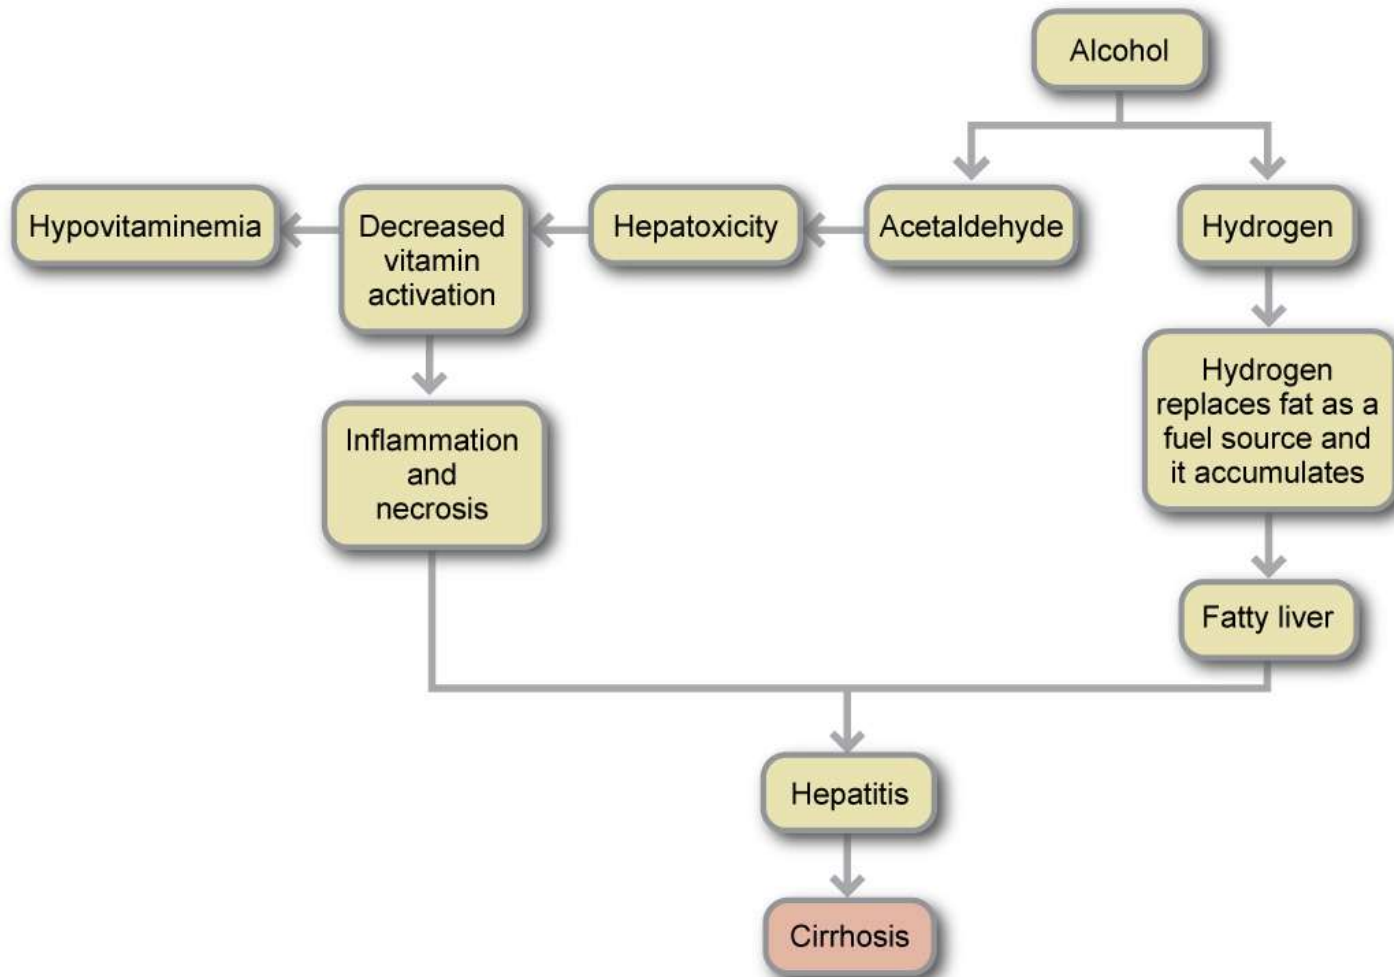 Alcohol
Hypovitaminemia
Decreased
vitamin
activation
Hepatoxicity
Acetaldehyde
Hydrogen
Inflammation
and
necrosis
Hydrogen
replaces fat as a
fuel source and
it accumulates
Fatty liver
Hepatitis
Cirrhosis